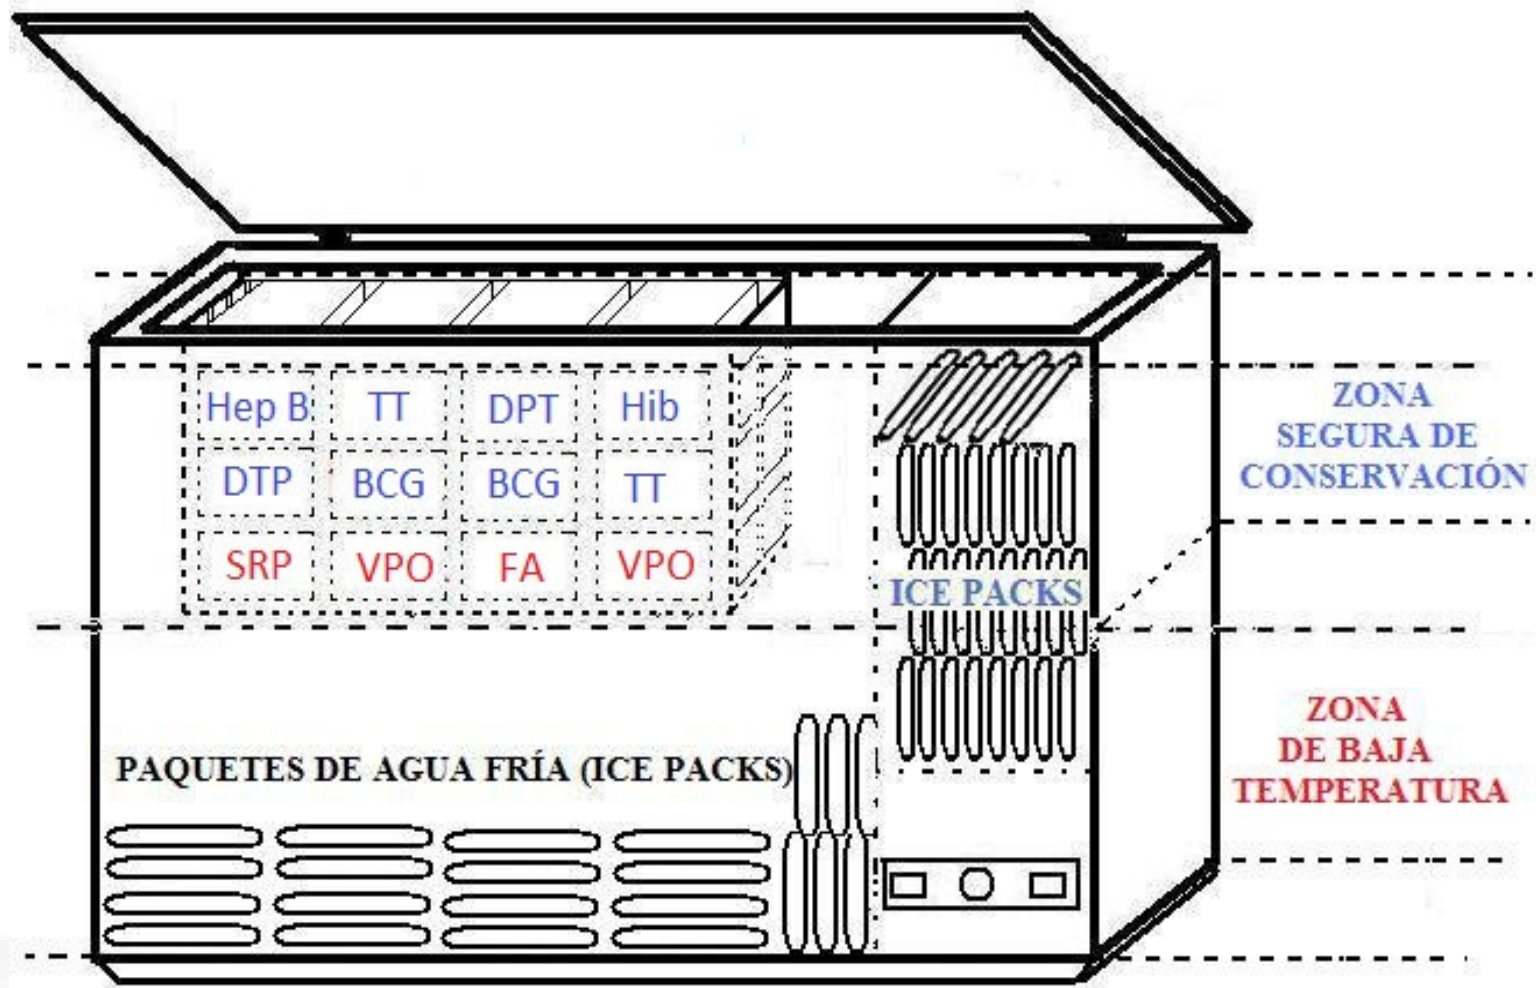 Hep B TT DPT Hib
DTP BCG BCG TT
SRP VPO FA VPO
ICE PACKS
PAQUETES DE AGUA FRÍA (ICE PACKS)
ZONA
SEGURA DE
CONSERVACIÓN
ZONA
DE BAJA
TEMPERATURA